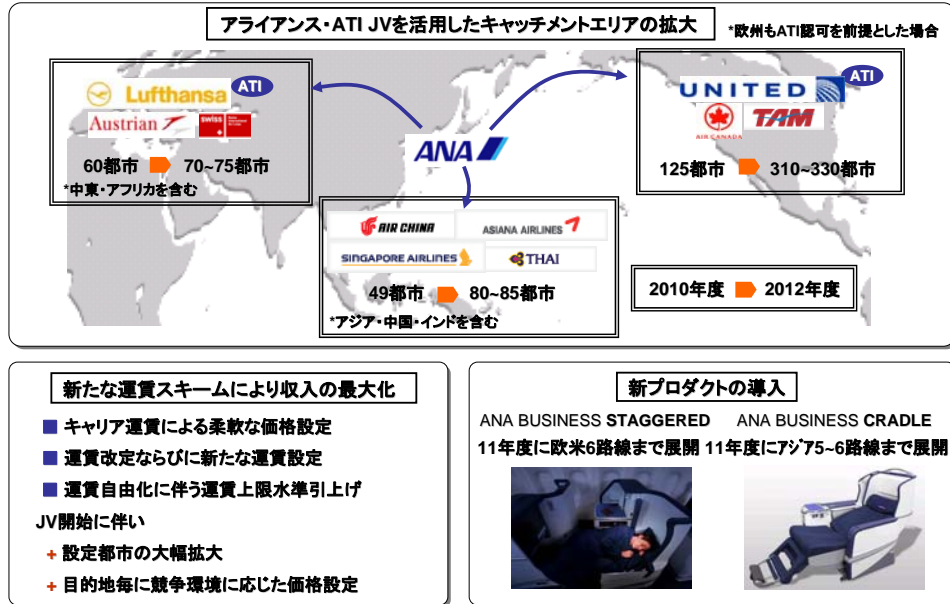 アライアンス・ATI JVを活用したキャッチメントエリアの拡大
*欧州もATI認可を前提とした場合
Lufthansa
ATI
Austrian
swiss
60都市 70~75都市
*中東・アフリカを含む
ANA
UNITED
ATI
AIR CANADA
TAM
125都市 310~330都市
AIR CHINA
ASIANA AIRLINES
SINGAPORE AIRLINES
THAI
49都市 80~85都市
*アジア・中国・インドを含む
2010年度 2012年度
新たな運賃スキームにより収入の最大化
■ キャリア運賃による柔軟な価格設定
■ 運賃改定ならびに新たな運賃設定
■ 運賃自由化に伴う運賃上限水準引上げ
JV開始に伴い
+ 設定都市の大幅拡大
+ 目的地毎に競争環境に応じた価格設定
新プロダクトの導入
ANA BUSINESS STAGGERED
11年度に欧米6路線まで展開
ANA BUSINESS CRADLE
11年度にアジア5~6路線まで展開